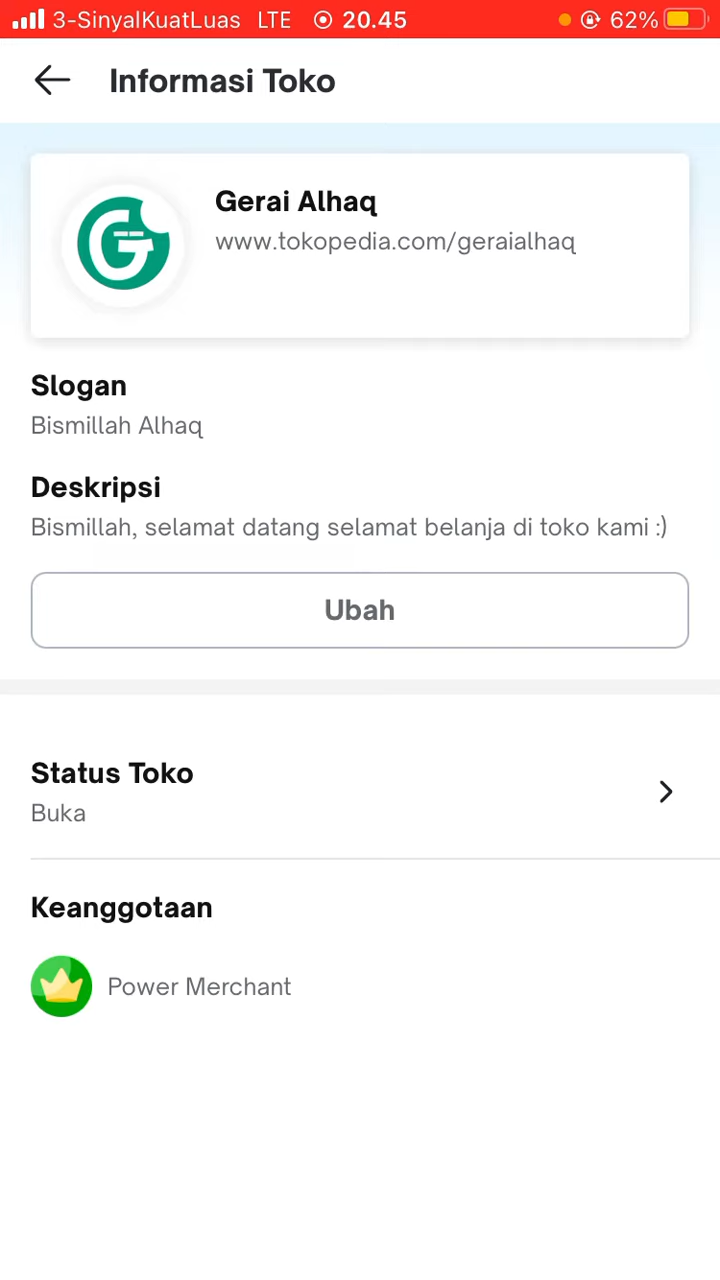 3-SinyalKuatLuas LTE 20.45 62%
Informasi Toko
Gerai Alhaq
www.tokopedia.com/geraialhaq
Slogan
Bismillah Alhaq
Deskripsi
Bismillah, selamat datang selamat belanja di toko kami :)
Ubah
Status Toko
Buka
Keanggotaan
Power Merchant